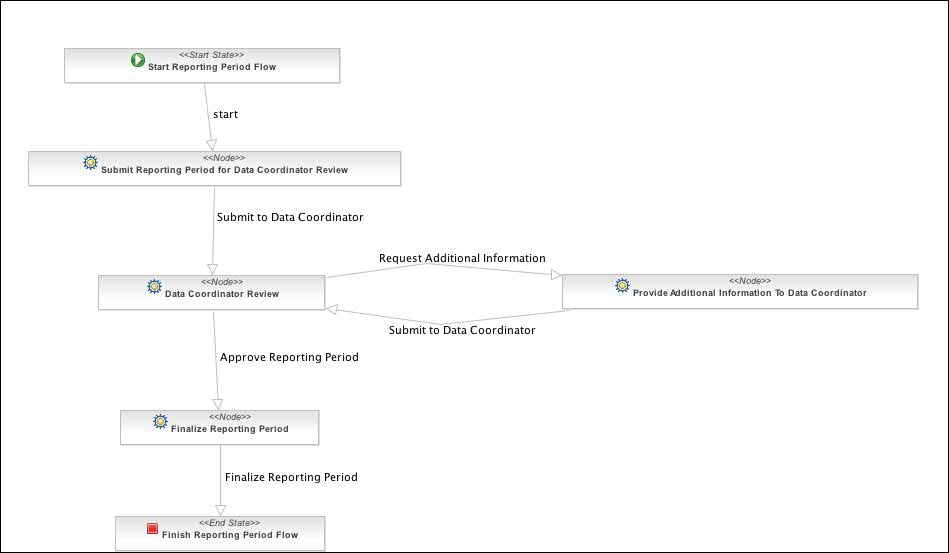 <<Start State>>
Start Reporting Period Flow
start
<<Node>>
Submit Reporting Period for Data Coordinator Review
Submit to Data Coordinator
Request Additional Information
<<Node>>
Data Coordinator Review
<<Node>>
Provide Additional Information To Data Coordinator
Submit to Data Coordinator
Approve Reporting Period
<<Node>>
Finalize Reporting Period
Finalize Reporting Period
<<End State>>
Finish Reporting Period Flow